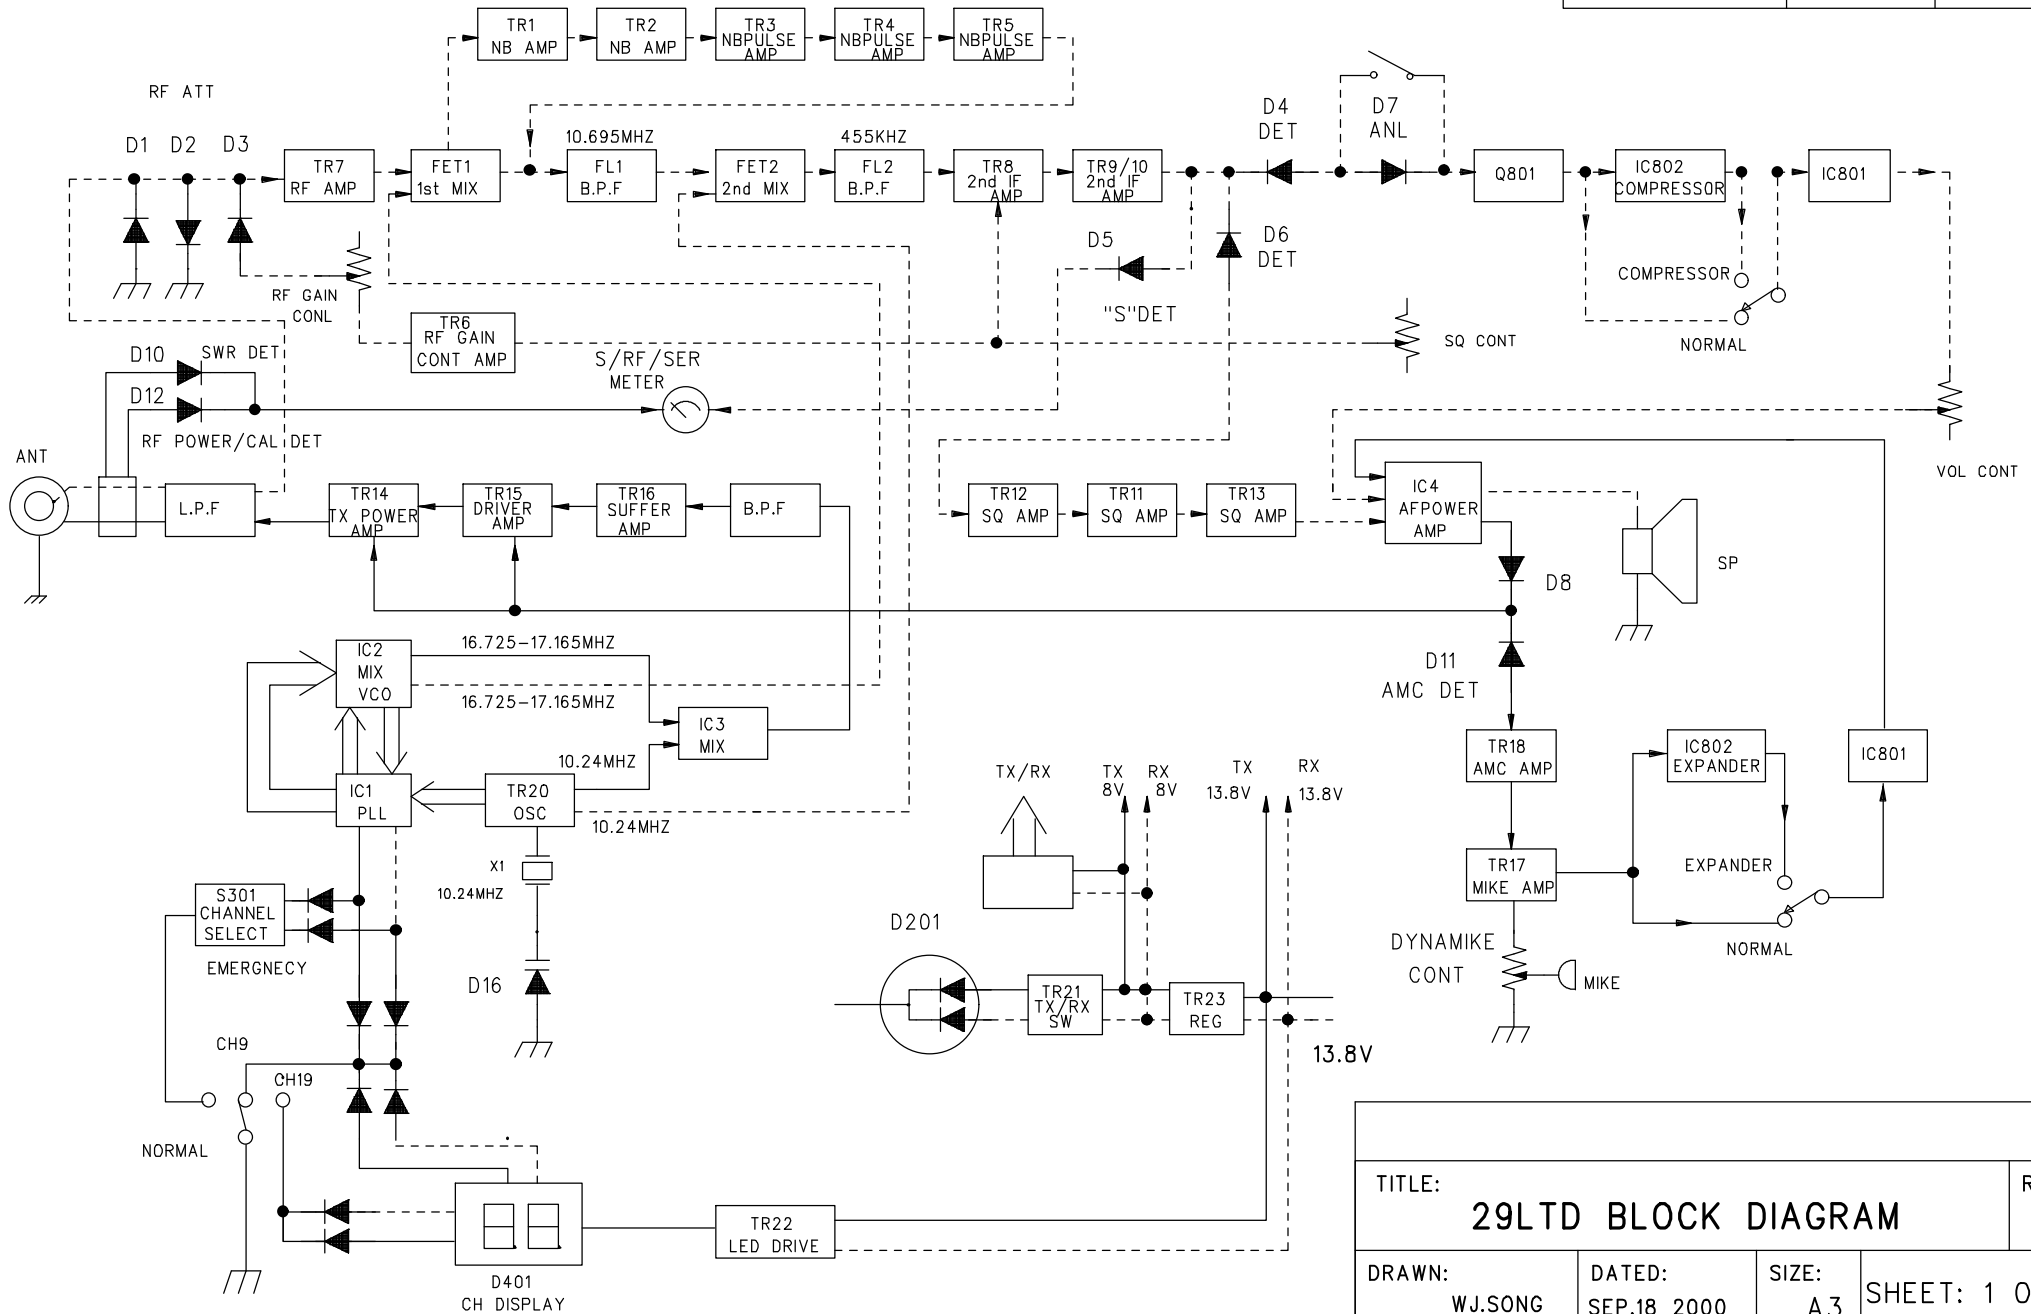 TR1
NB AMP
TR2
NB AMP
TR3
NBPULSE
AMP
TR4
NBPULSE
AMP
TR5
NBPULSE
AMP
RF ATT
D1
D2
D3
TR7
RF AMP
FET1
1st MIX
10.695MHZ
FL1
B.P.F
FET2
2nd MIX
455KHZ
FL2
B.P.F
TR8
2nd IF
AMP
TR9/10
2nd IF
AMP
D4
DET
D7
ANL
Q801
IC802
COMPRESSOR
IC801
D5
"S"DET
D6
DET
COMPRESSOR
NORMAL
RF GAIN
CONL
TR6
RF GAIN
CONT AMP
SQ CONT
S/RF/SER
METER
D10
SWR DET
D12
RF POWER/CAL DET
ANT
L.P.F
TR14
TX POWER
AMP
TR15
DRIVER
AMP
TR16
SUFFER
AMP
B.P.F
TR12
SQ AMP
TR11
SQ AMP
TR13
SQ AMP
IC4
AFPOWER
AMP
VOL CONT
SP
D8
D11
AMC DET
IC2
MIX
VCO
16.725-17.165MHZ
16.725-17.165MHZ
IC3
MIX
10.24MHZ
IC1
PLL
TR20
OSC
10.24MHZ
X1
10.24MHZ
D16
TX/RX
TX
8V
RX
8V
TX
13.8V
RX
13.8V
TR18
AMC AMP
IC802
EXPANDER
IC801
TR17
MIKE AMP
EXPANDER
NORMAL
DYNAMIKE
CONT
MIKE
S301
CHANNEL
SELECT
EMERGNECY
D201
TR21
TX/RX
SW
TR23
REG
13.8V
CH9
CH19
NORMAL
D401
CH DISPLAY
TR22
LED DRIVE
TITLE:
29LTD BLOCK DIAGRAM
R
DRAWN:
WJ.SONG
DATED:
SEP.18 2000
SIZE:
A.3
SHEET: 1 O